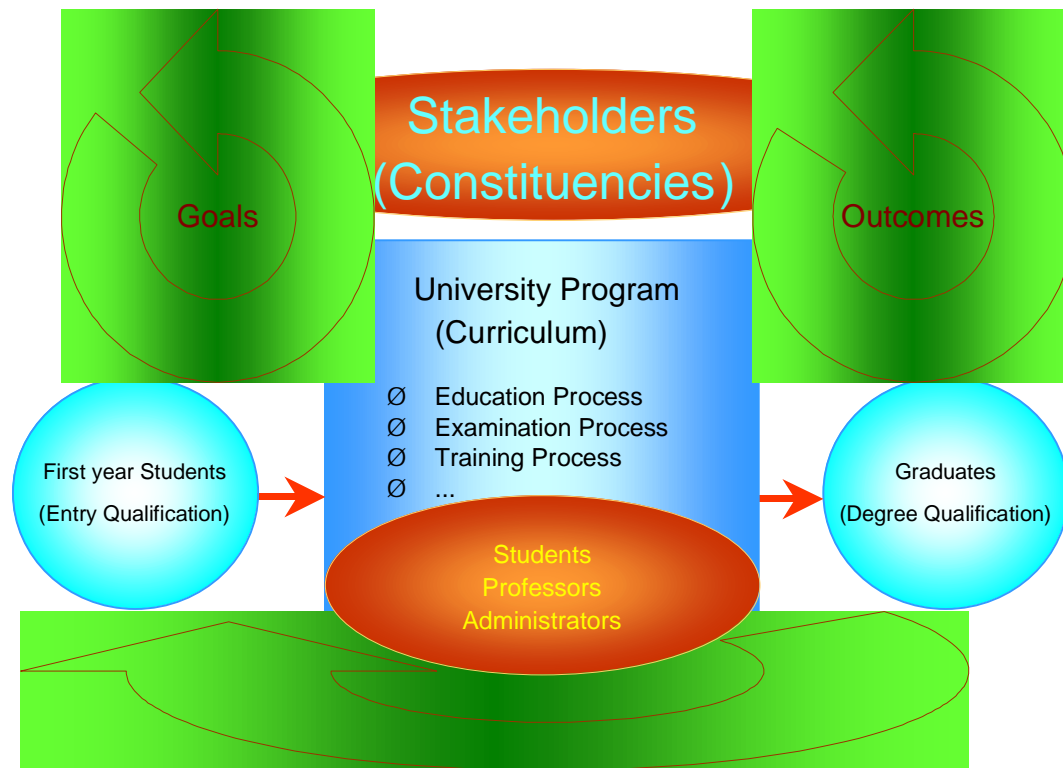 Stakeholders
(Constituencies)
Goals
Outcomes
University Program
(Curriculum)
Ø Education Process
Ø Examination Process
Ø Training Process
Ø ...
First year Students
(Entry Qualification)
Graduates
(Degree Qualification)
Students
Professors
Administrators